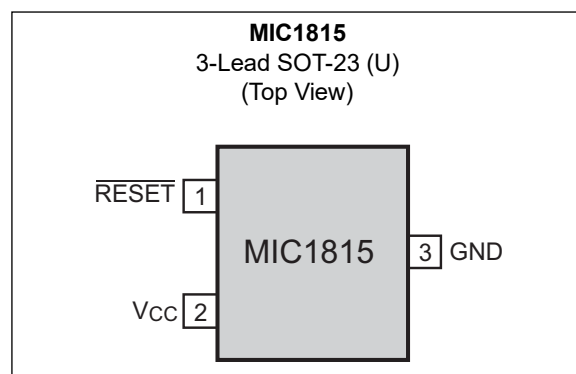 MIC1815
3-Lead SOT-23 (U)
(Top View)
RESET 1
MIC1815
3 GND
VCC 2